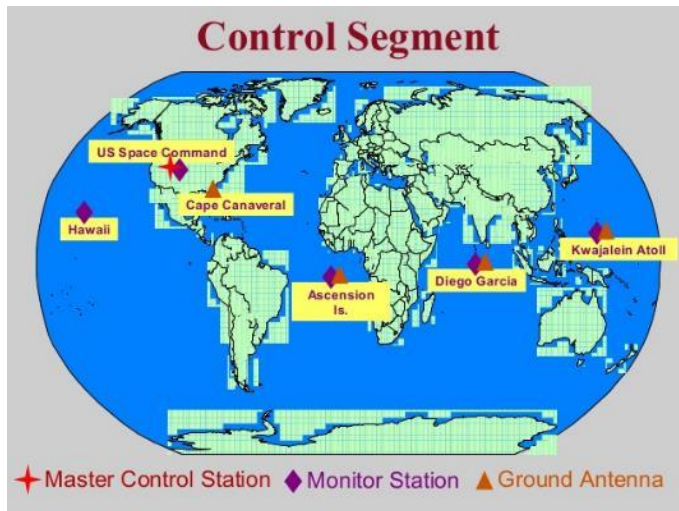 Control Segment
US Space Command
Cape Canaveral
Hawaii
Kwajalein Atoll
Diego Garcia
Ascension
Is.
Master Control Station Monitor Station Ground Antenna